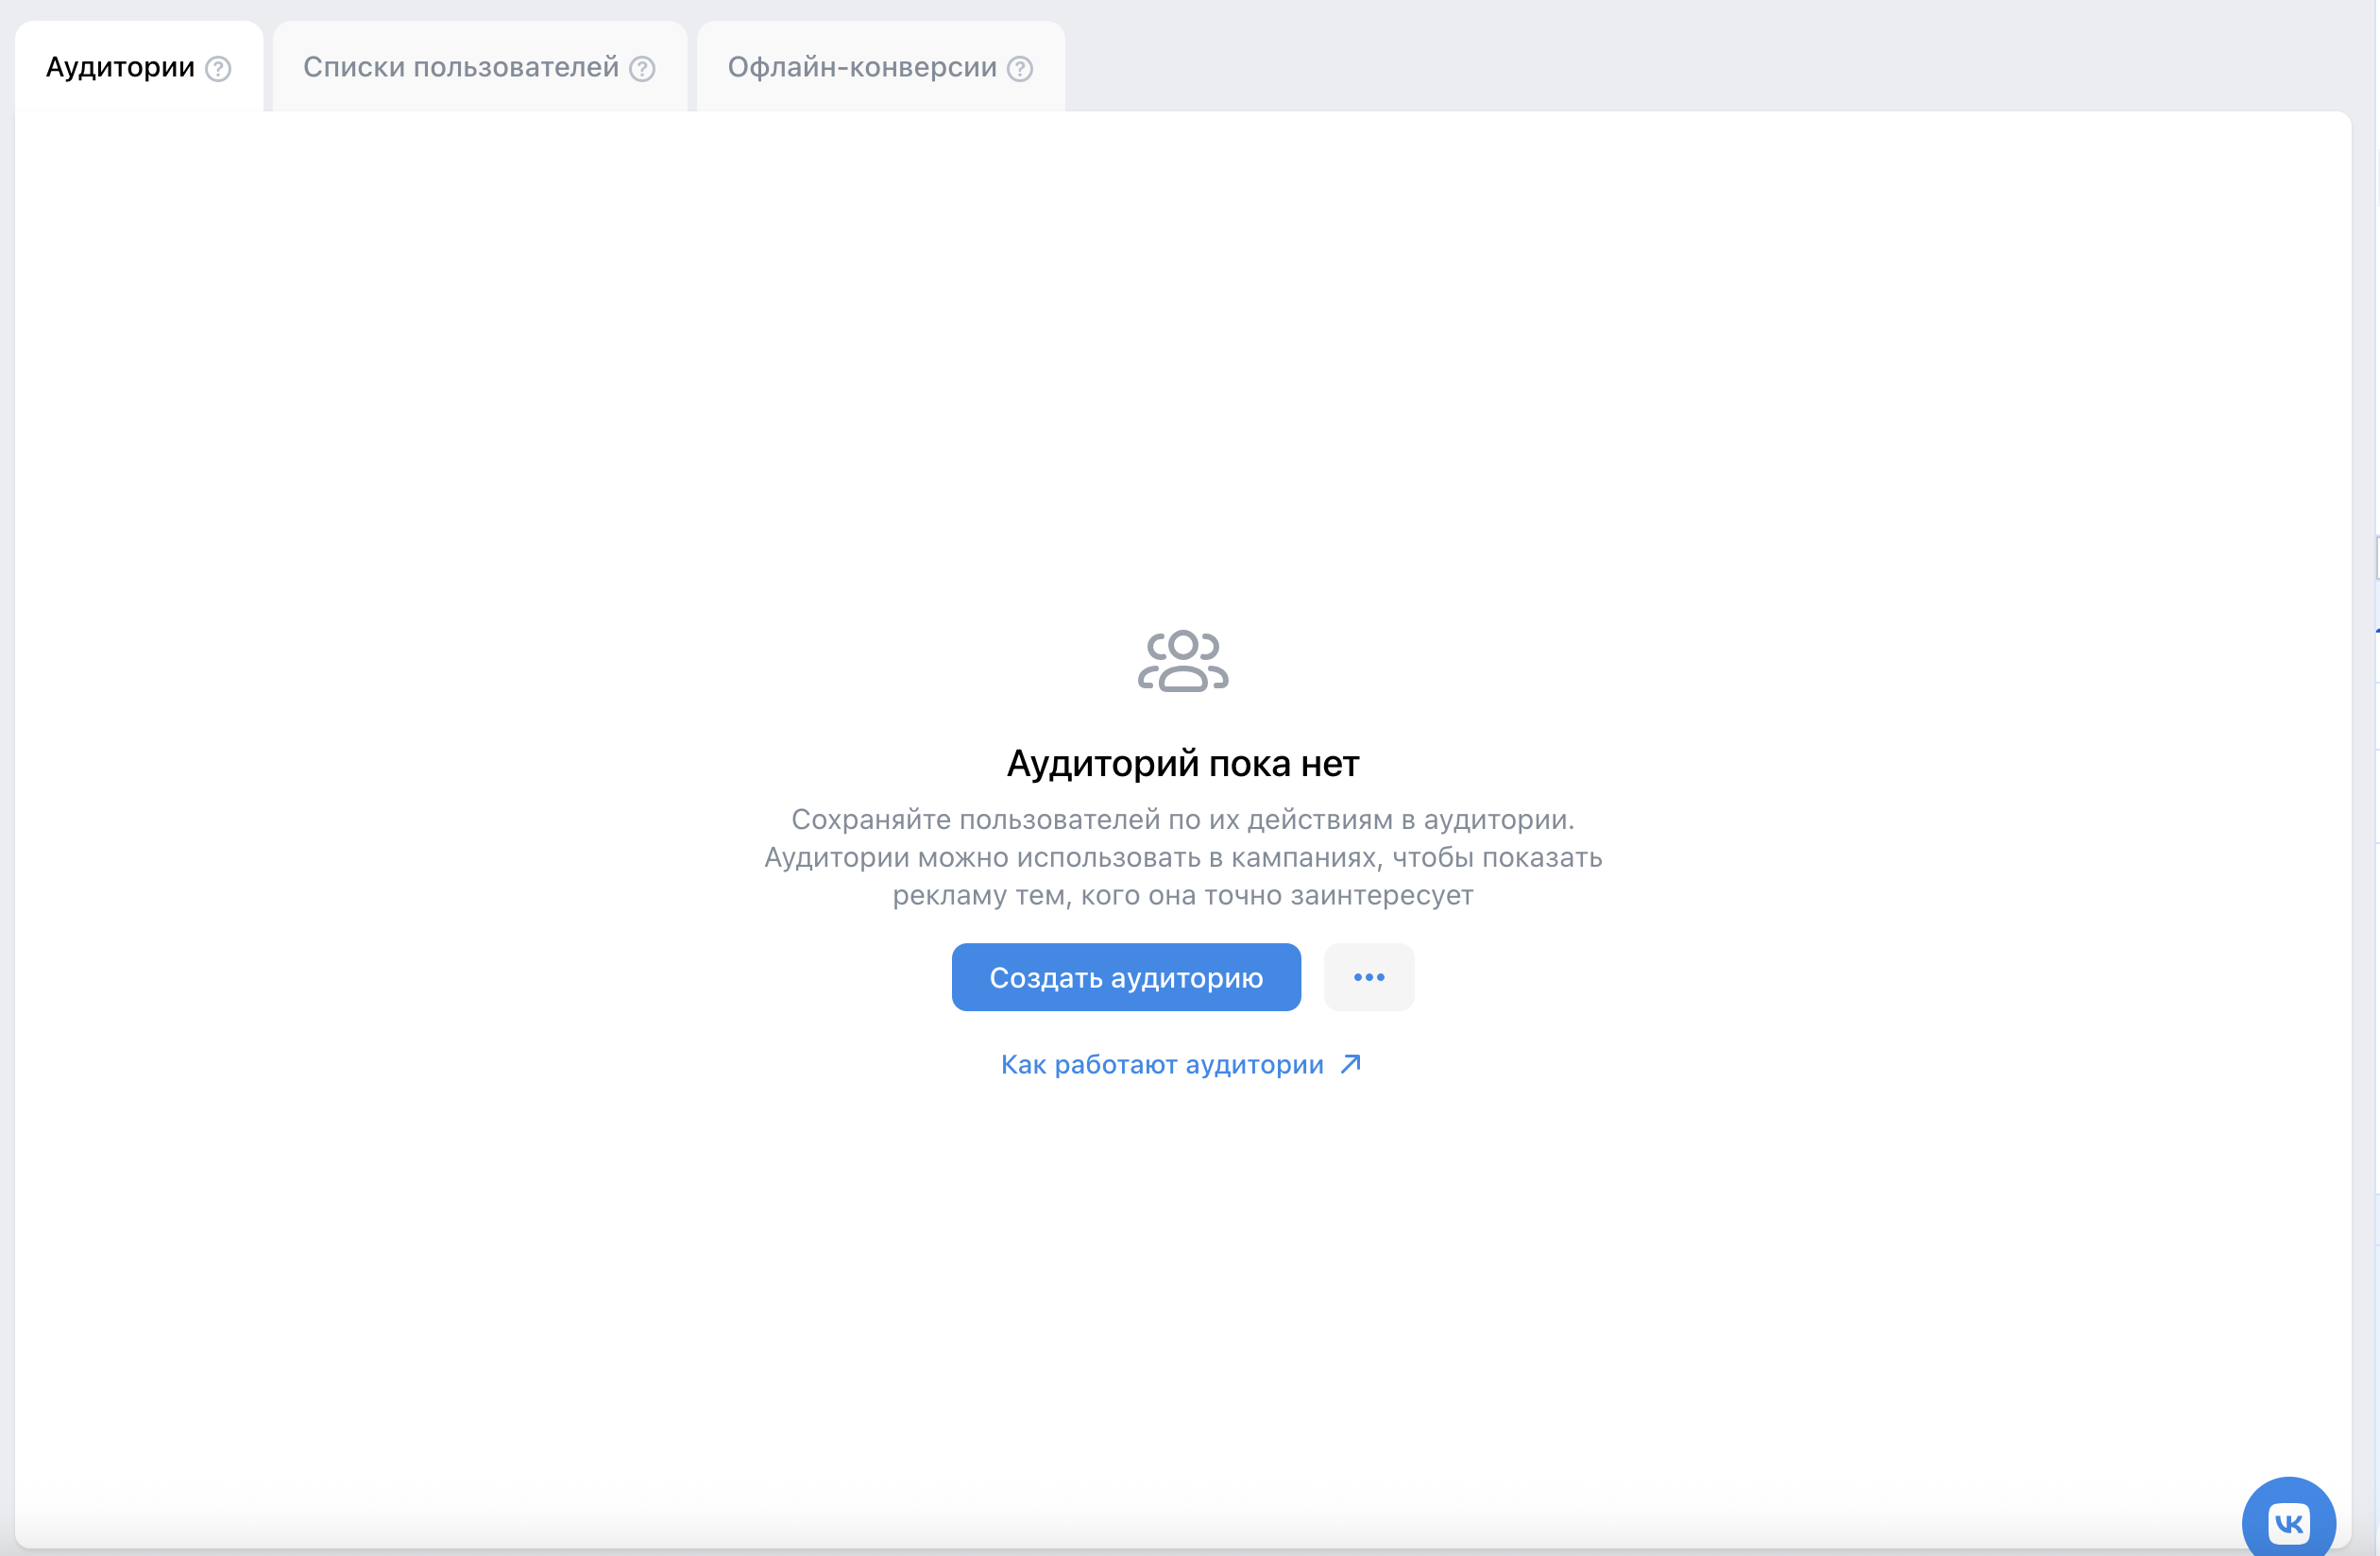 Аудитории
Списки пользователей
Офлайн-конверсии
Аудиторий пока нет
Сохраняйте пользователей по их действиям в аудитории.
Аудитории можно использовать в кампаниях, чтобы показать
рекламу тем, кого она точно заинтересует
Создать аудиторию
Как работают аудитории